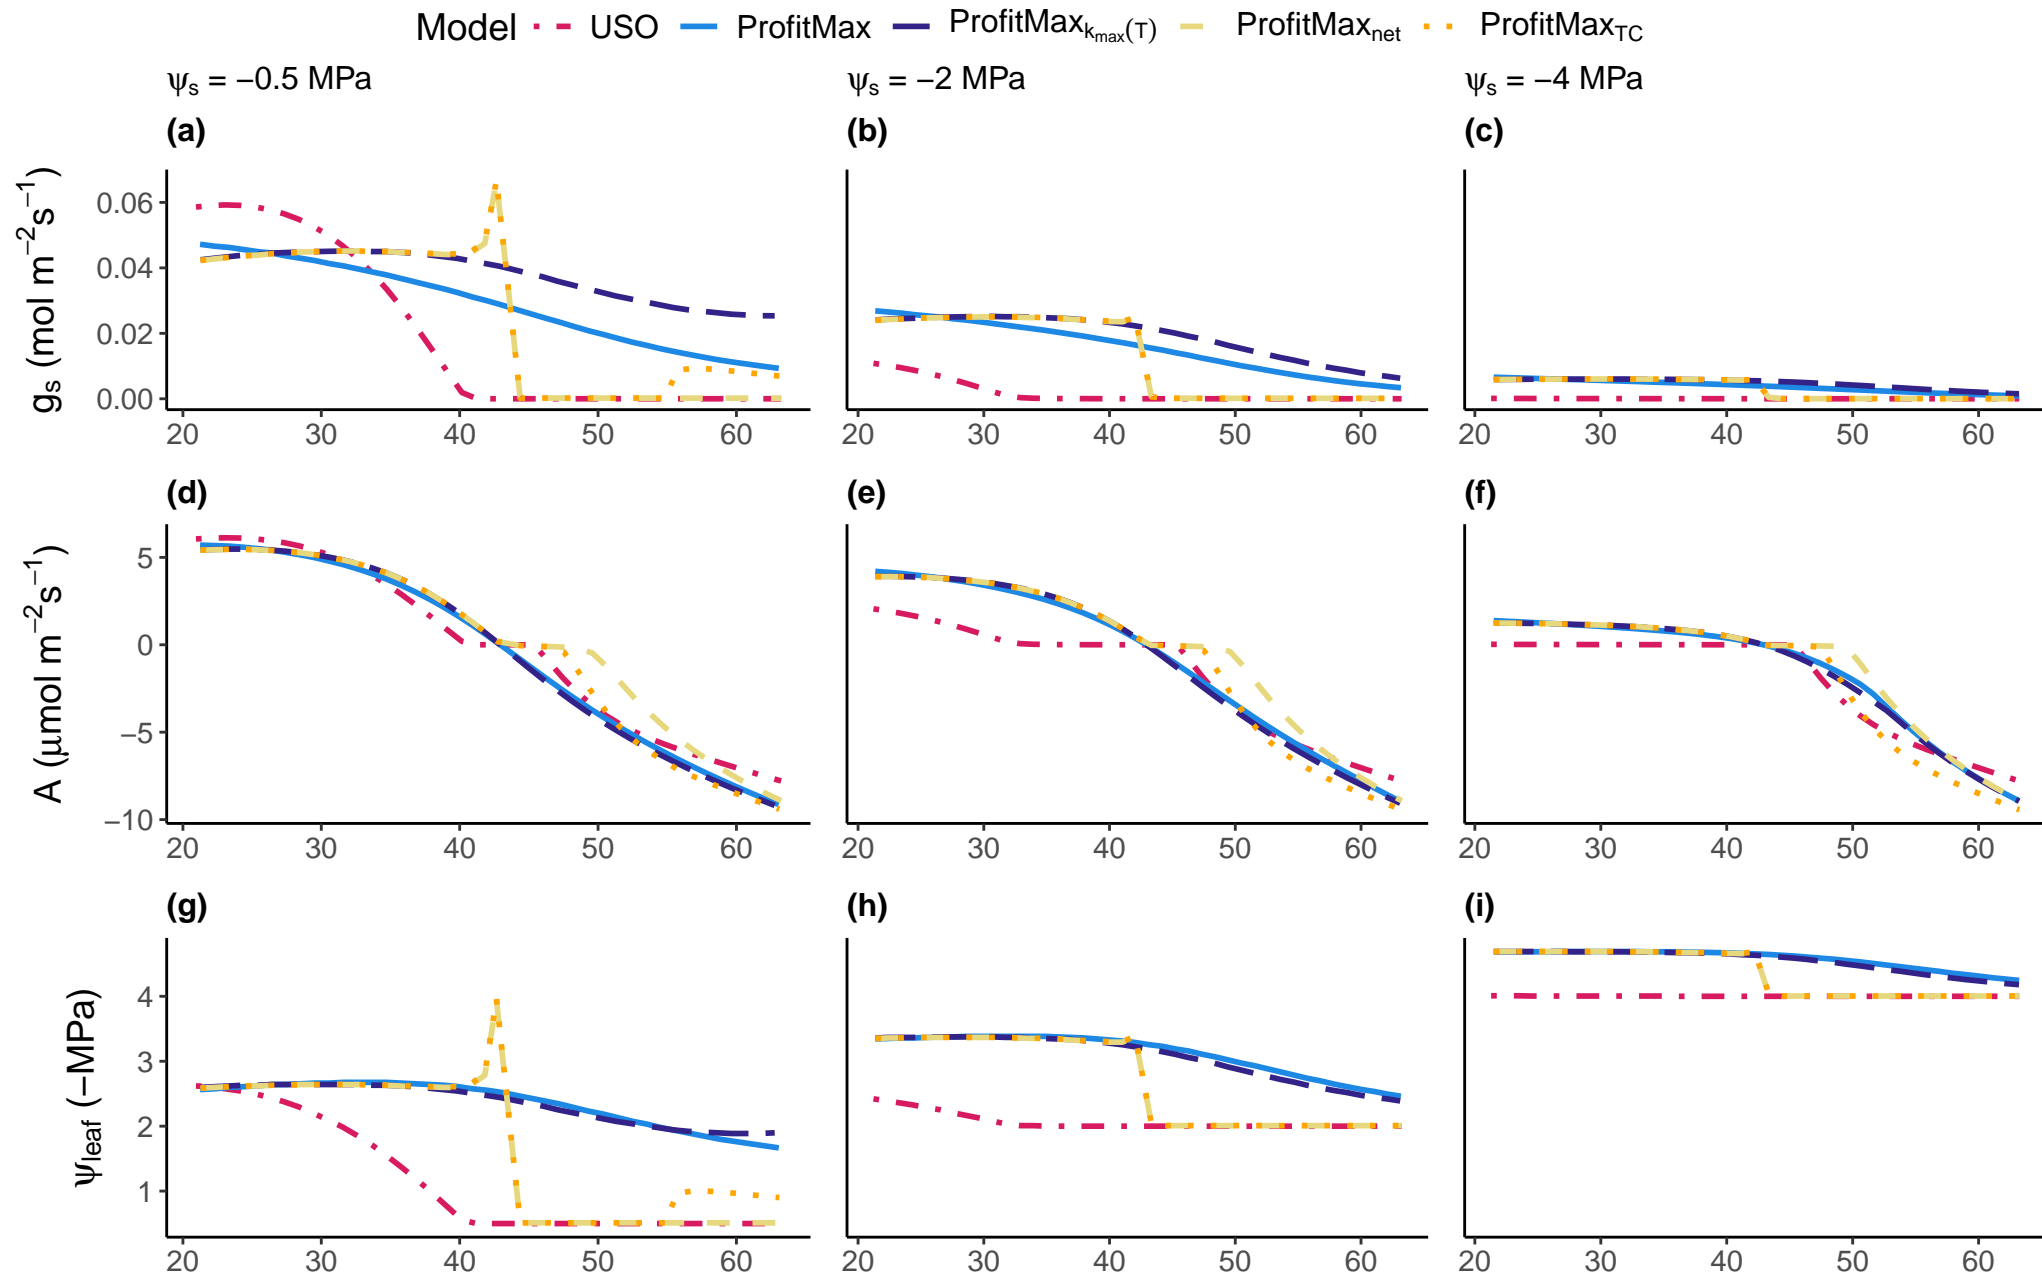 Model USO ProfitMax ProfitMax_kmax(T) ProfitMax_net ProfitMax_TC
ψs = −0.5 MPa ψs = −2 MPa ψs = −4 MPa
(a) (b) (c)
gs (mol m−2s−1)
0.06
0.04
0.02
0.00
20 30 40 50 60 20 30 40 50 60 20 30 40 50 60
(d) (e) (f)
A (μmol m−2s−1)
5
0
−5
−10
20 30 40 50 60 20 30 40 50 60 20 30 40 50 60
(g) (h) (i)
ψleaf (−MPa)
4
3
2
1
20 30 40 50 60 20 30 40 50 60 20 30 40 50 60